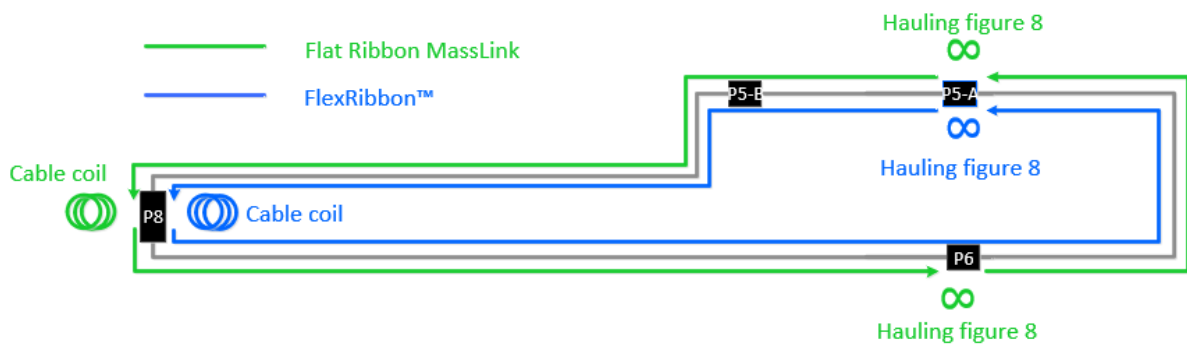 Hauling figure 8
Flat Ribbon MassLink
FlexRibbon™
P5-B
P5-A
Hauling figure 8
Cable coil
P8
Cable coil
P6
Hauling figure 8